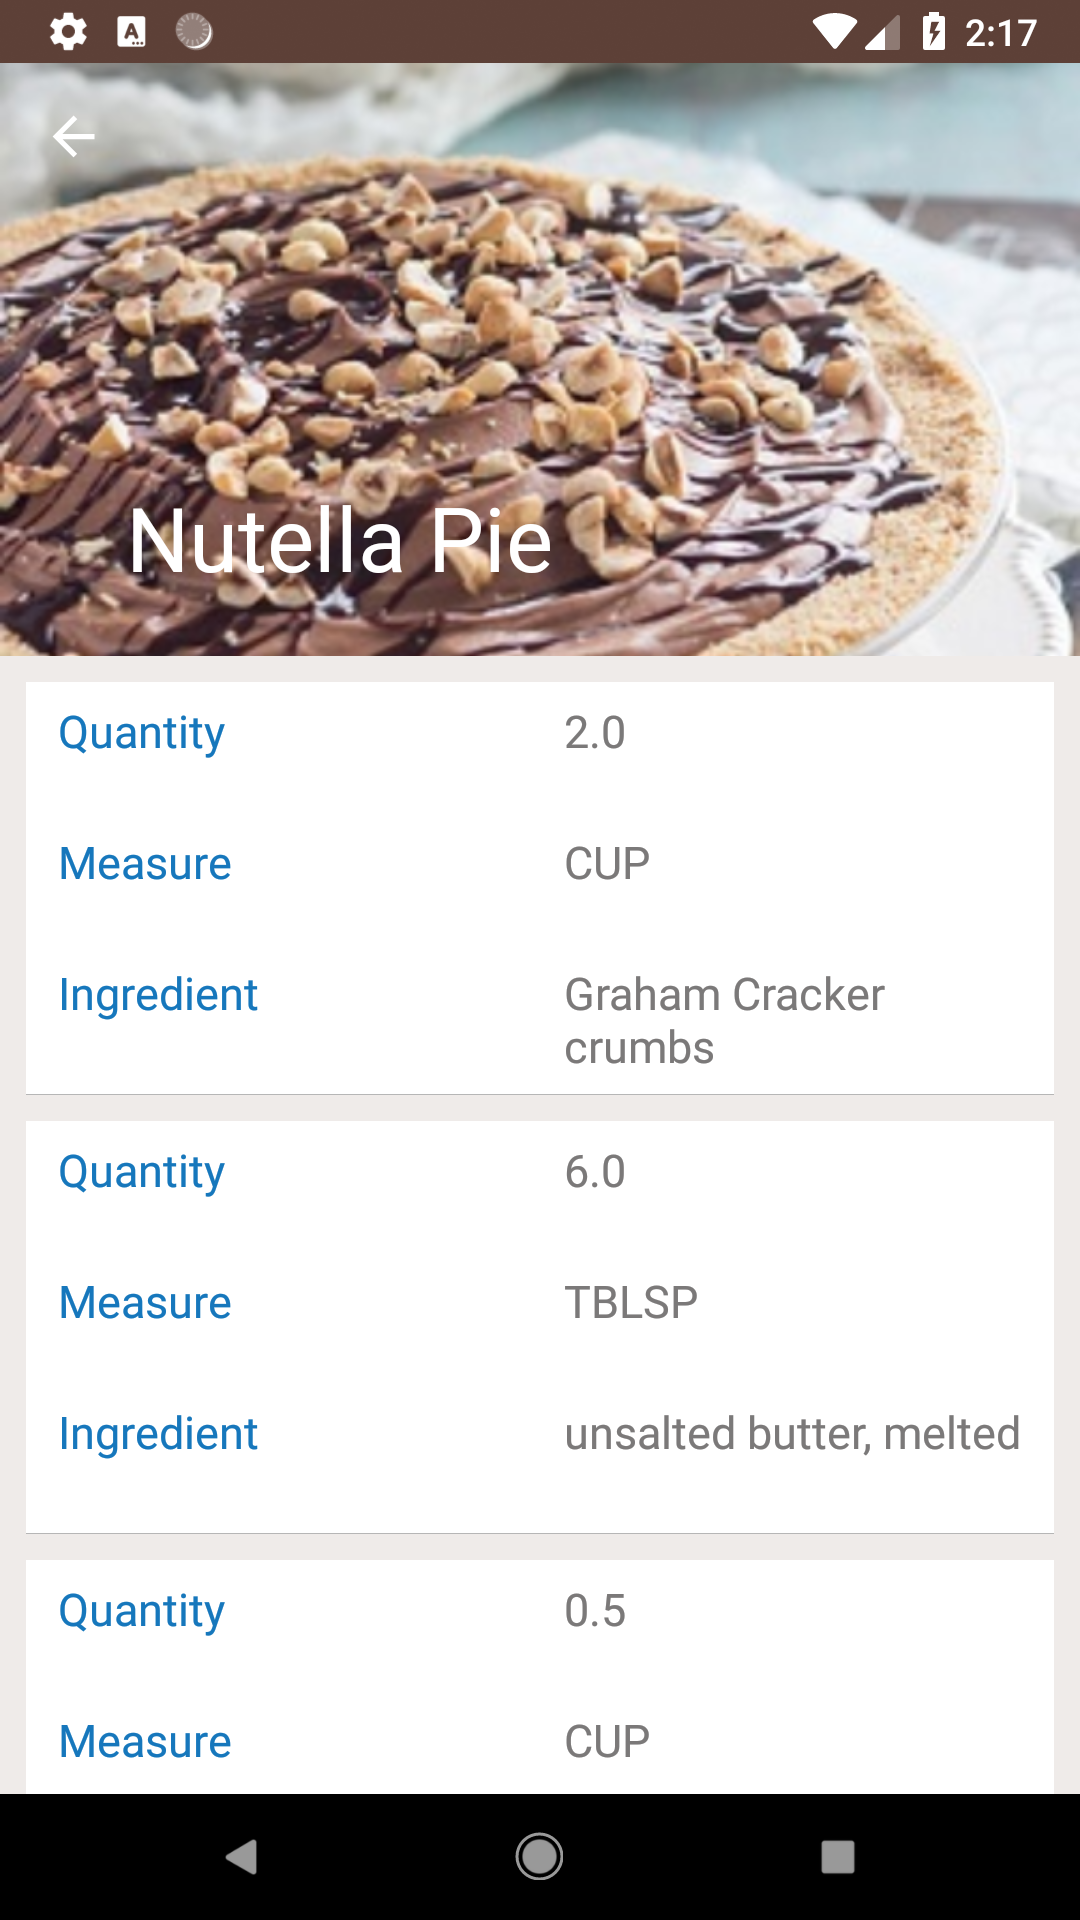 2:17
Nutella Pie
Quantity 2.0
Measure CUP
Ingredient Graham Cracker
crumbs
Quantity 6.0
Measure TBLSP
Ingredient unsalted butter, melted
Quantity 0.5
Measure CUP